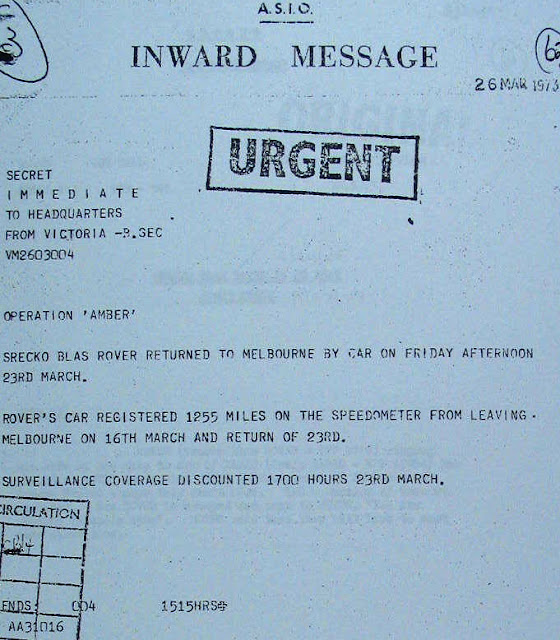 A.S.I.O.
INWARD MESSAGE
26 MAR 1973
URGENT
SECRET
IMMEDIATE
TO HEADQUARTERS
FROM VICTORIA -B.SEC
VM2603004
OPERATION 'AMBER'
SRECKO BLAS ROVER RETURNED TO MELBOURNE BY CAR ON FRIDAY AFTERNOON
23RD MARCH.
ROVER'S CAR REGISTERED 1255 MILES ON THE SPEEDOMETER FROM LEAVING
MELBOURNE ON 16TH MARCH AND RETURN OF 23RD.
SURVEILLANCE COVERAGE DISCOUNTED 1700 HOURS 23RD MARCH.
CIRCULATION
ENDS 004 1515HRS
AA31016